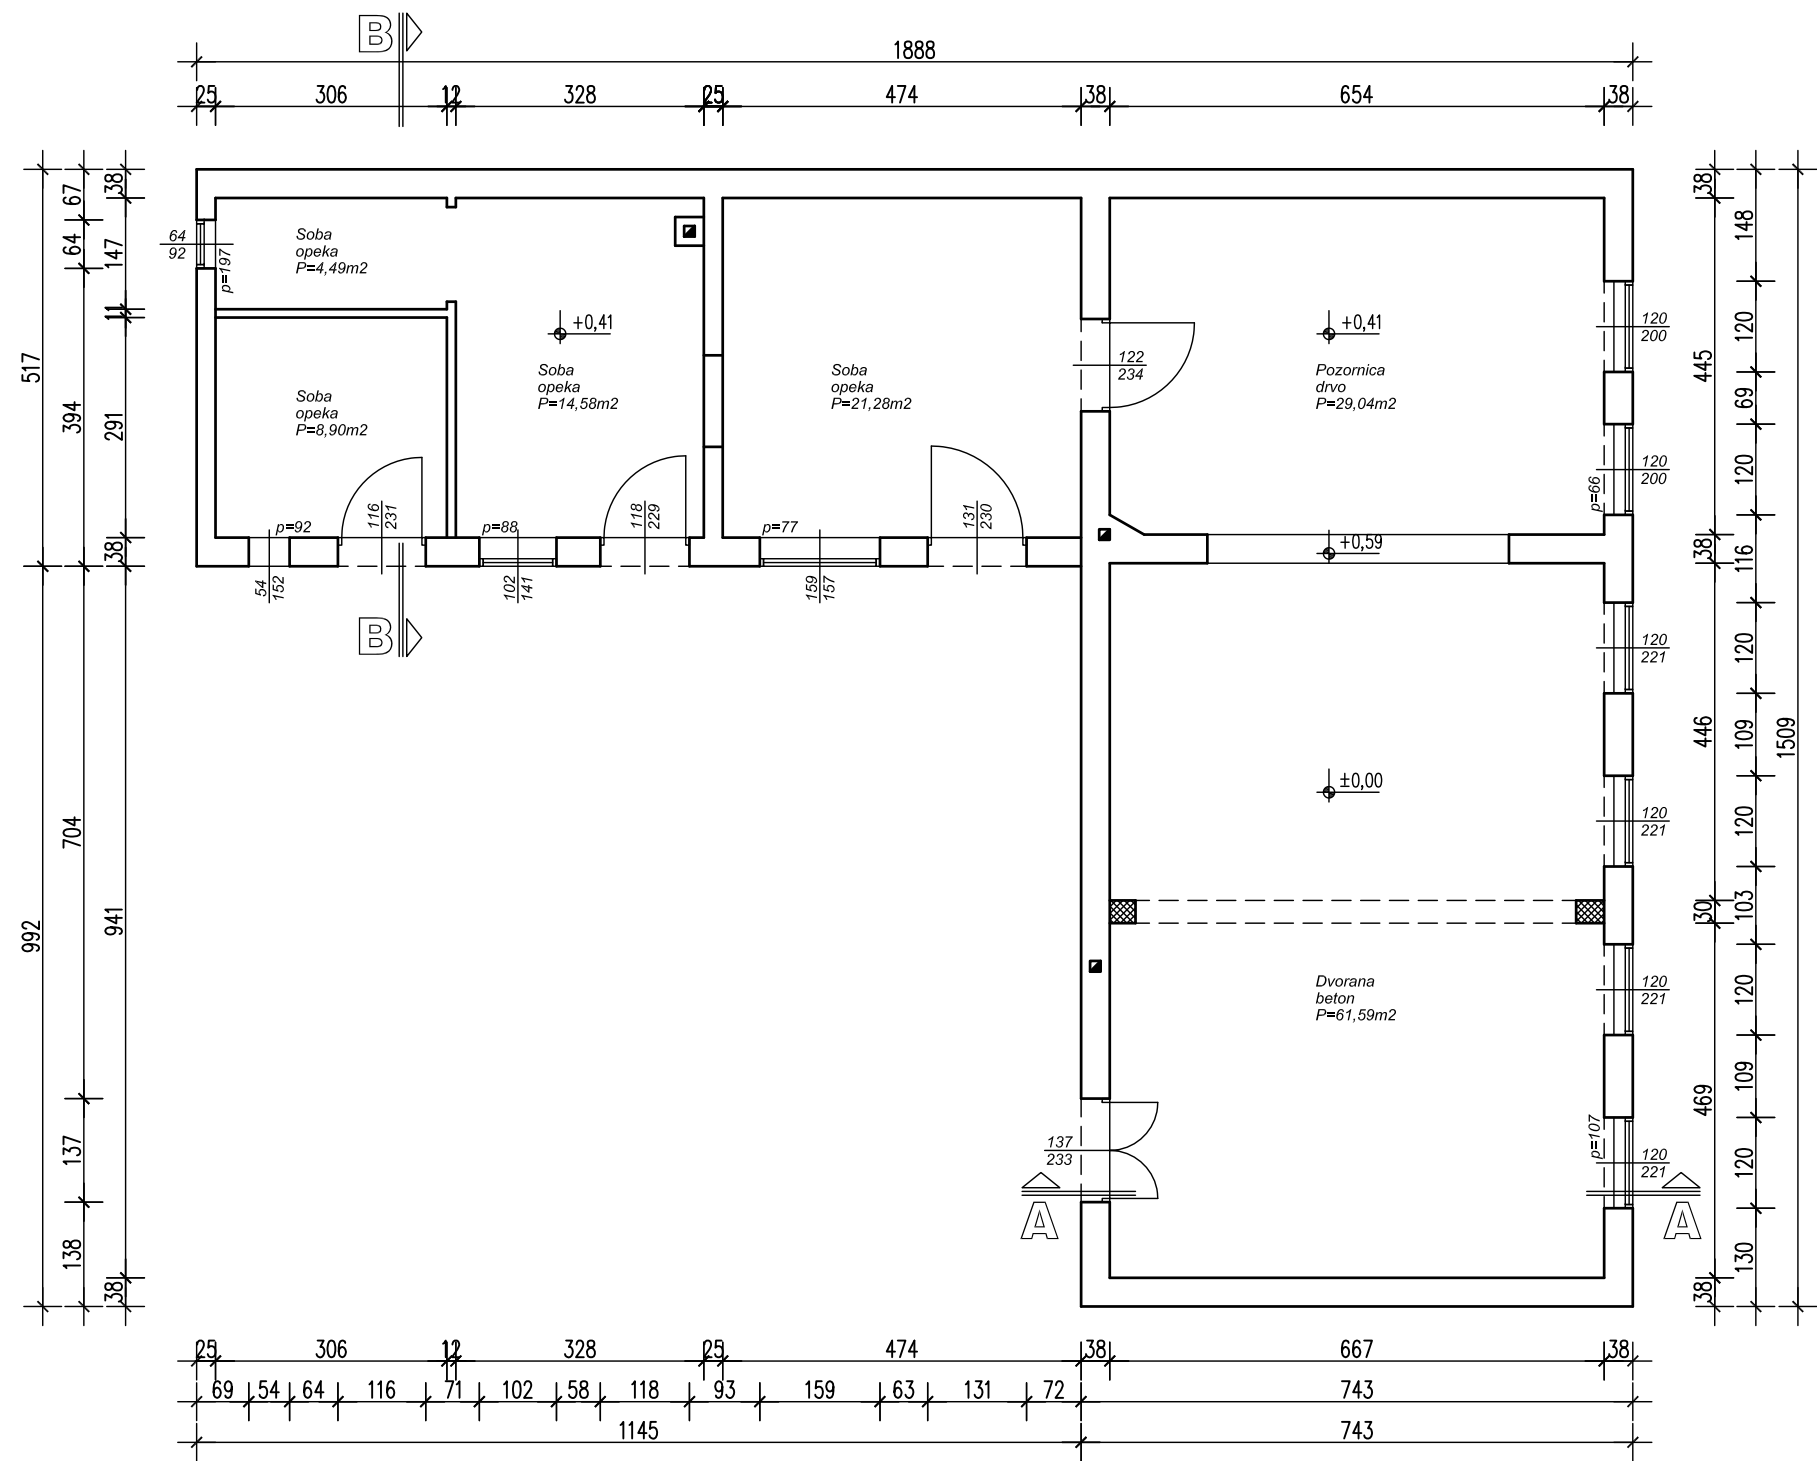 B
1888
25 306 12 328 25 474 38 654 38
64
92
p=197
Soba
opeka
P=4,49m2
+0,41
Soba
opeka
P=14,58m2
Soba
opeka
P=8,90m2
Soba
opeka
P=21,28m2
122
234
+0,41
Pozornica
drvo
P=29,04m2
120
200
120
200
p=66
p=92
116
231
p=88
118
229
p=77
131
230
54
152
102
141
159
157
B
+0,59
120
221
±0,00
120
221
Dvorana
beton
P=61,59m2
120
221
137
233
p=107
120
221
A
A
517
992
67
64
394
704
137
138
38
147
11
291
38
941
38
38
445
38
446
30
469
38
148
120
69
120
116
120
109
120
103
120
109
120
130
1509
25 306 12 328 25 474 38 667 38
69 54 64 116 71 102 58 118 93 159 63 131 72 743
1145 743